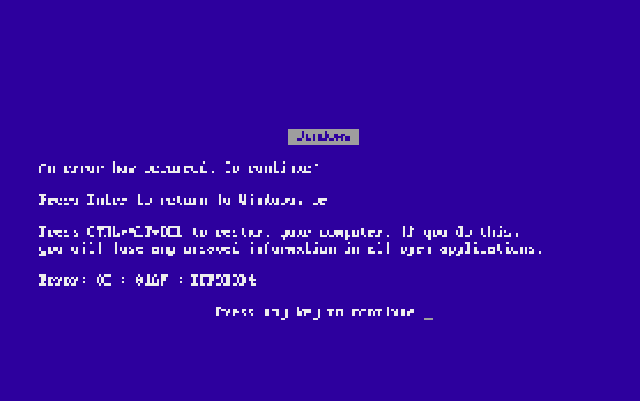 Windows
An error has occurred. To continue:
Press Enter to return to Windows, or
Press CTRL+ALT+DEL to restart your computer. If you do this,
you will lose any unsaved information in all open applications.
Error: 0E : 016F :
Press any key to continue _